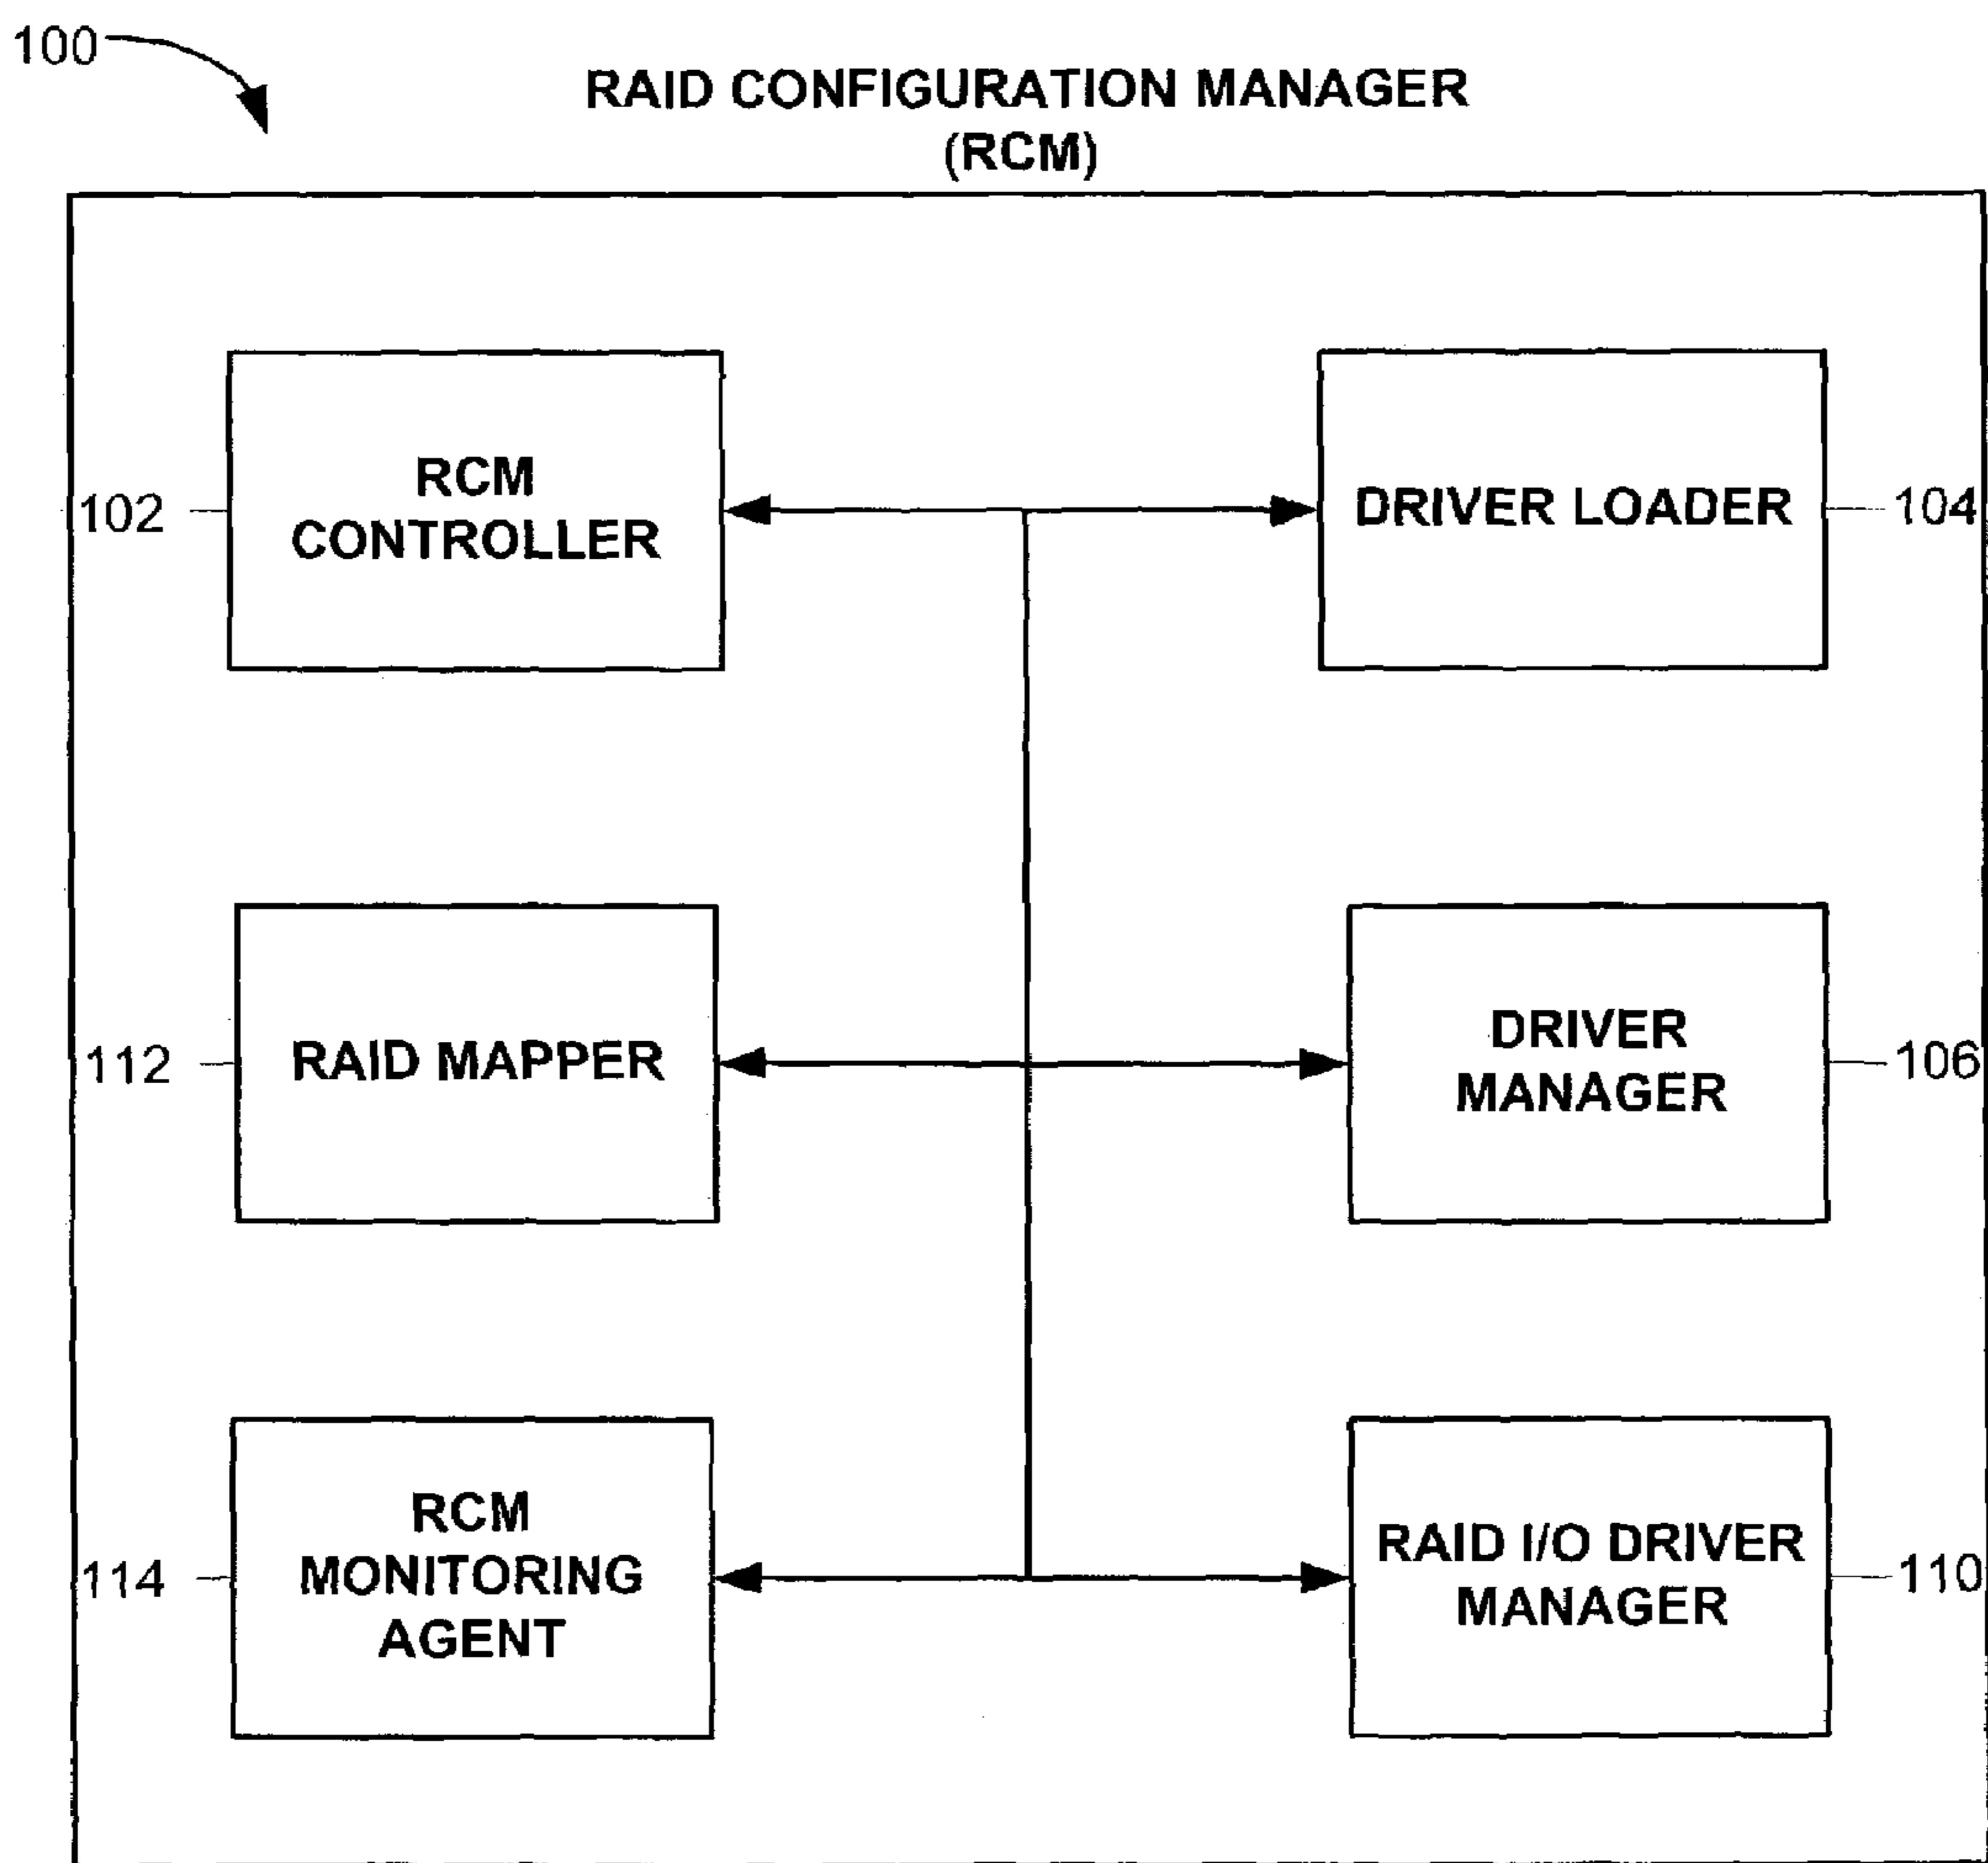 100
RAID CONFIGURATION MANAGER
(RCM)
102
RCM
CONTROLLER
DRIVER LOADER
104
112
RAID MAPPER
DRIVER
MANAGER
106
114
RCM
MONITORING
AGENT
RAID I/O DRIVER
MANAGER
110